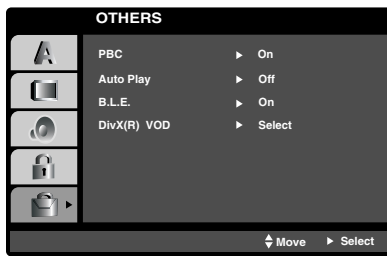 OTHERS
PBC ► On
Auto Play ► Off
B.L.E. ► On
DivX(R) VOD ► Select
Move ► Select